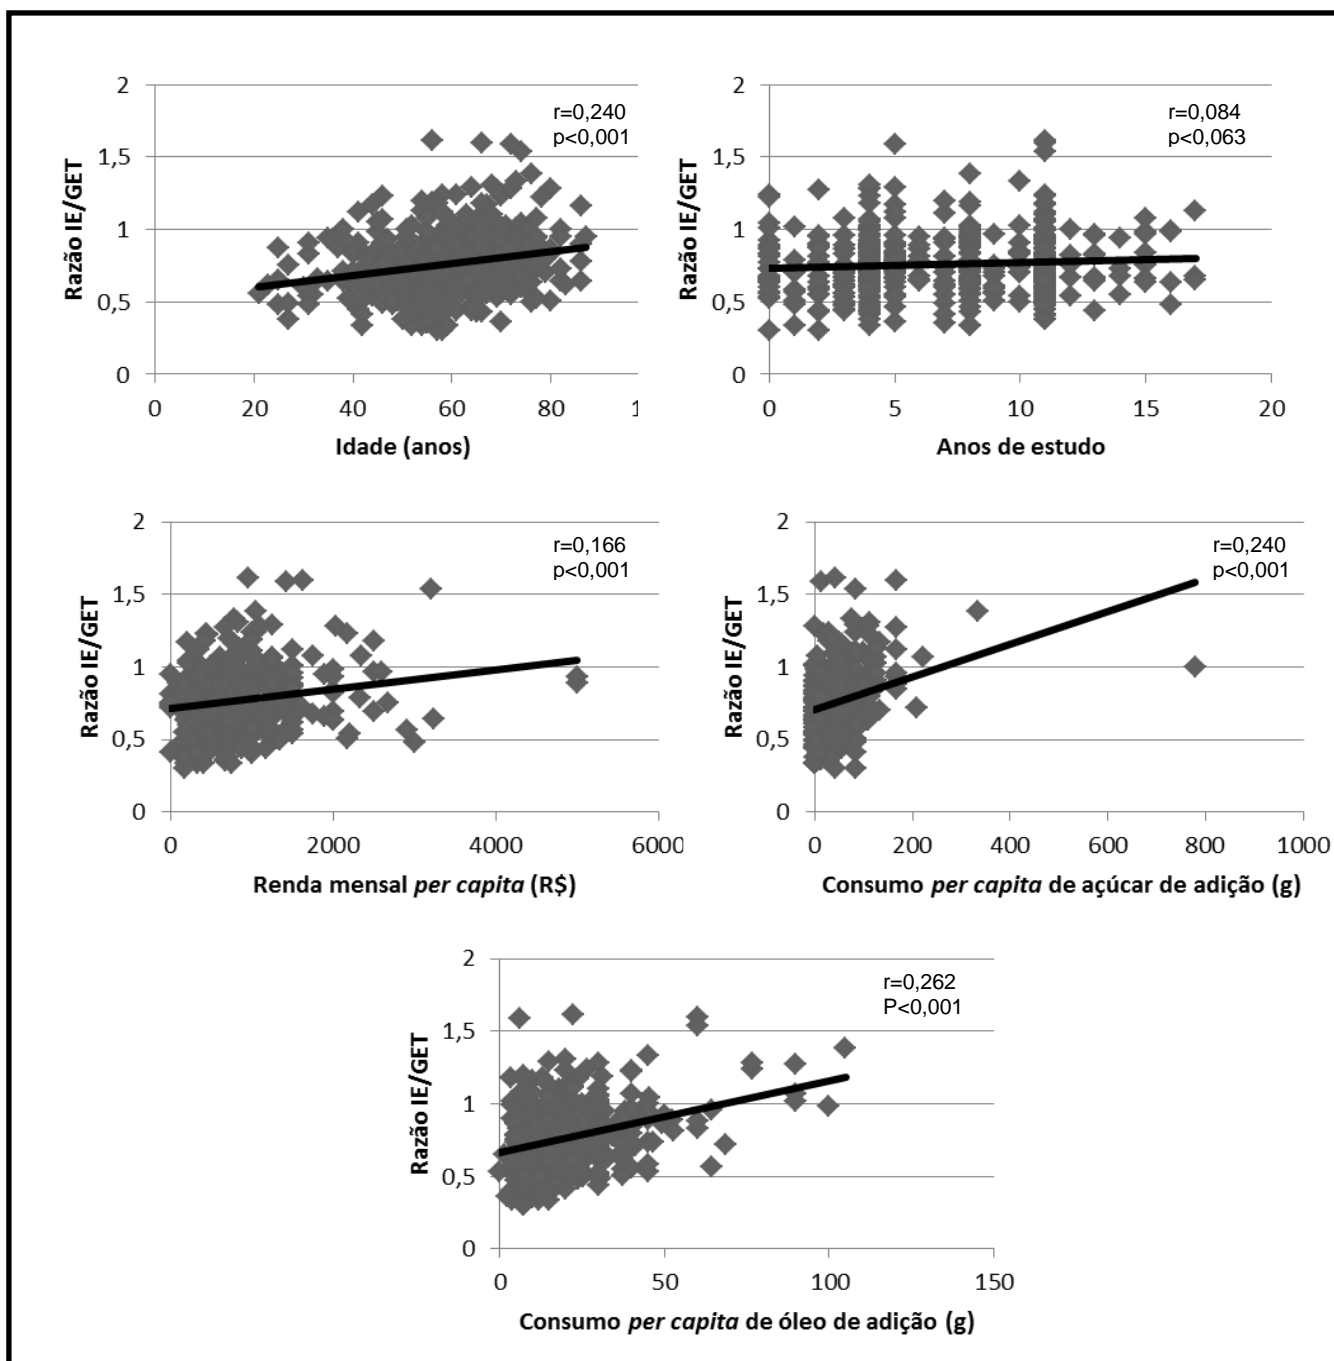 2
1,5
1
0,5
0
Razão IE/GET
r=0,240
p<0,001
0 20 40 60 80 1
Idade (anos)
2
1,5
1
0,5
0
Razão IE/GET
r=0,084
p<0,063
0 5 10 15 20
Anos de estudo
2
1,5
1
0,5
0
Razão IE/GET
r=0,166
p<0,001
0 2000 4000 6000
Renda mensal per capita (R$)
2
1,5
1
0,5
0
Razão IE/GET
r=0,240
p<0,001
0 200 400 600 800 1000
Consumo per capita de açúcar de adição (g)
2
1,5
1
0,5
0
Razão IE/GET
r=0,262
P<0,001
0 50 100 150
Consumo per capita de óleo de adição (g)